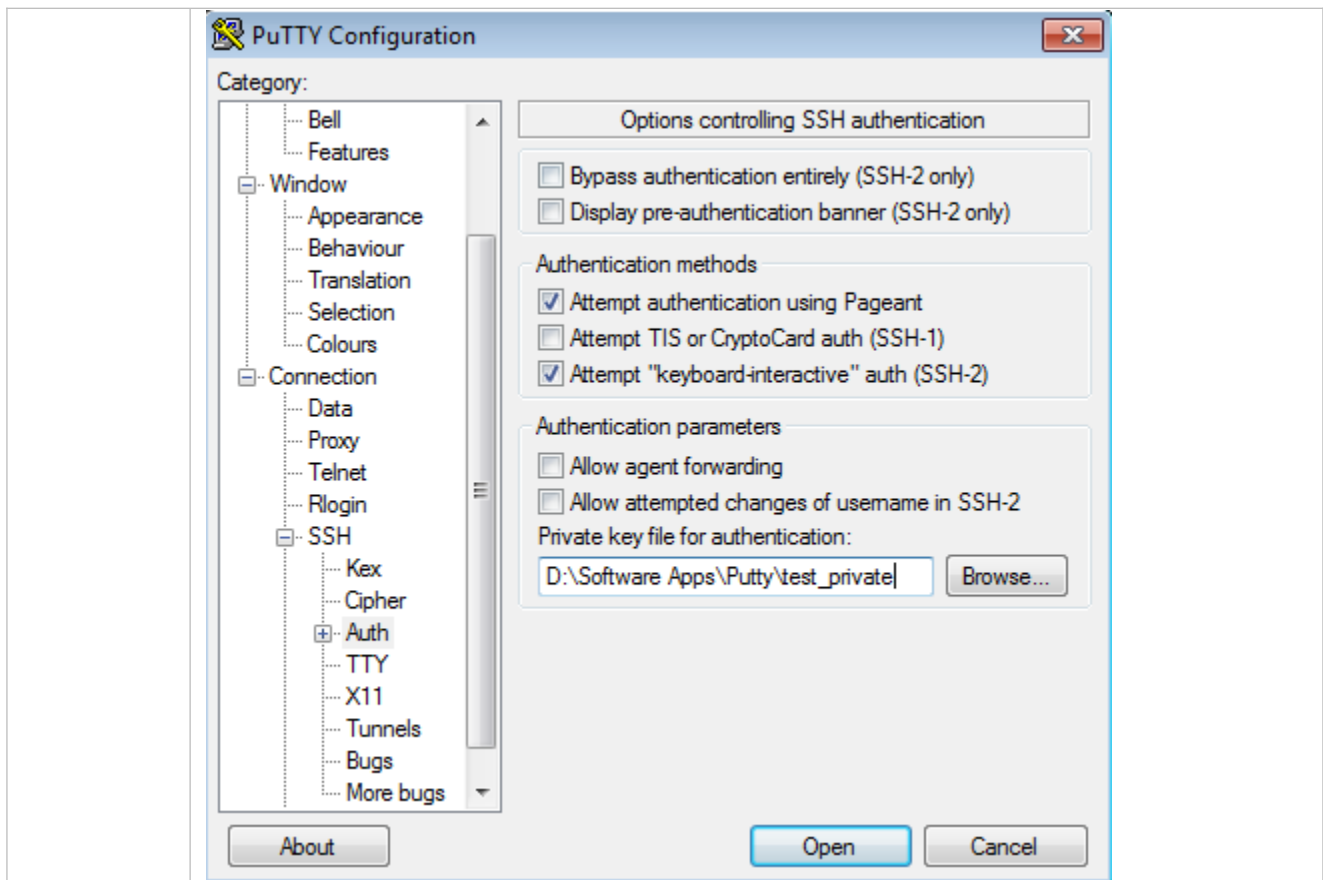 PuTTY Configuration
Category:
Bell
Features
Window
Appearance
Behaviour
Translation
Selection
Colours
Connection
Data
Proxy
Telnet
Rlogin
SSH
Kex
Cipher
Auth
TTY
X11
Tunnels
Bugs
More bugs
Options controlling SSH authentication
Bypass authentication entirely (SSH-2 only)
Display pre-authentication banner (SSH-2 only)
Authentication methods
Attempt authentication using Pageant
Attempt TIS or CryptoCard auth (SSH-1)
Attempt "keyboard-interactive" auth (SSH-2)
Authentication parameters
Allow agent forwarding
Allow attempted changes of username in SSH-2
Private key file for authentication:
D:\Software Apps\Putty\test_private
Browse...
About
Open
Cancel